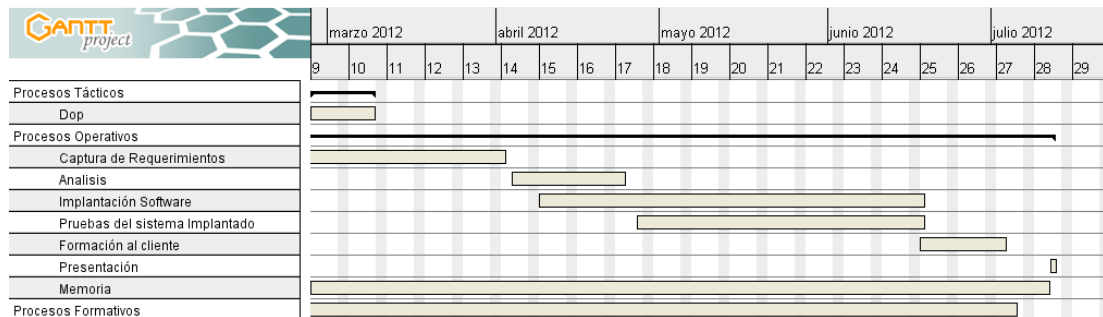 GANTT
project
marzo 2012 abril 2012 mayo 2012 junio 2012 julio 2012
9 10 11 12 13 14 15 16 17 18 19 20 21 22 23 24 25 26 27 28 29
Procesos Tácticos
Dop
Procesos Operativos
Captura de Requerimientos
Analisis
Implantación Software
Pruebas del sistema Implantado
Formación al cliente
Presentación
Memoria
Procesos Formativos